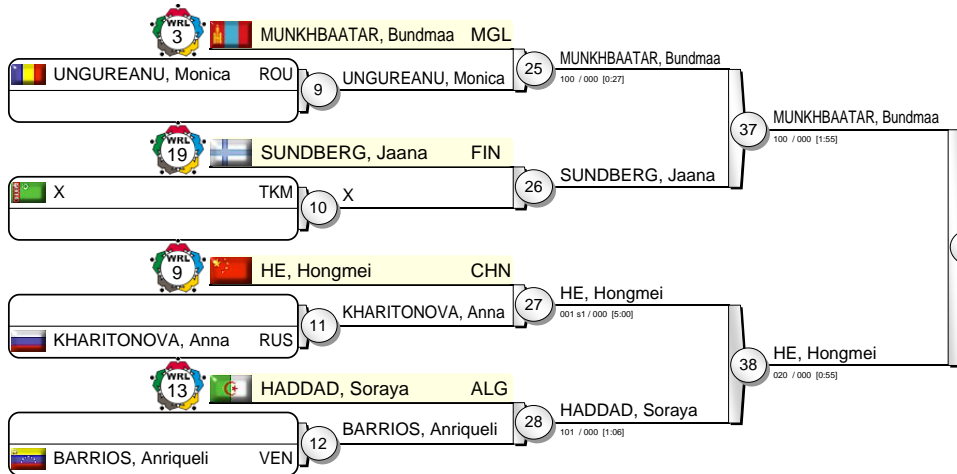 WRL
3
MUNKHBAATAR, Bundmaa MGL
UNGUREANU, Monica ROU
9
UNGUREANU, Monica
25
MUNKHBAATAR, Bundmaa
100 / 000 [0:27]
37
MUNKHBAATAR, Bundmaa
100 / 000 [1:55]
WRL
19
SUNDBERG, Jaana FIN
X TKM
10
X
26
SUNDBERG, Jaana
WRL
9
HE, Hongmei CHN
KHARITONOVA, Anna RUS
11
KHARITONOVA, Anna
27
HE, Hongmei
001 s1 / 000 [5:00]
38
HE, Hongmei
020 / 000 [0:55]
WRL
13
HADDAD, Soraya ALG
BARRIOS, Anriqueli VEN
12
BARRIOS, Anriqueli
28
HADDAD, Soraya
101 / 000 [1:06]